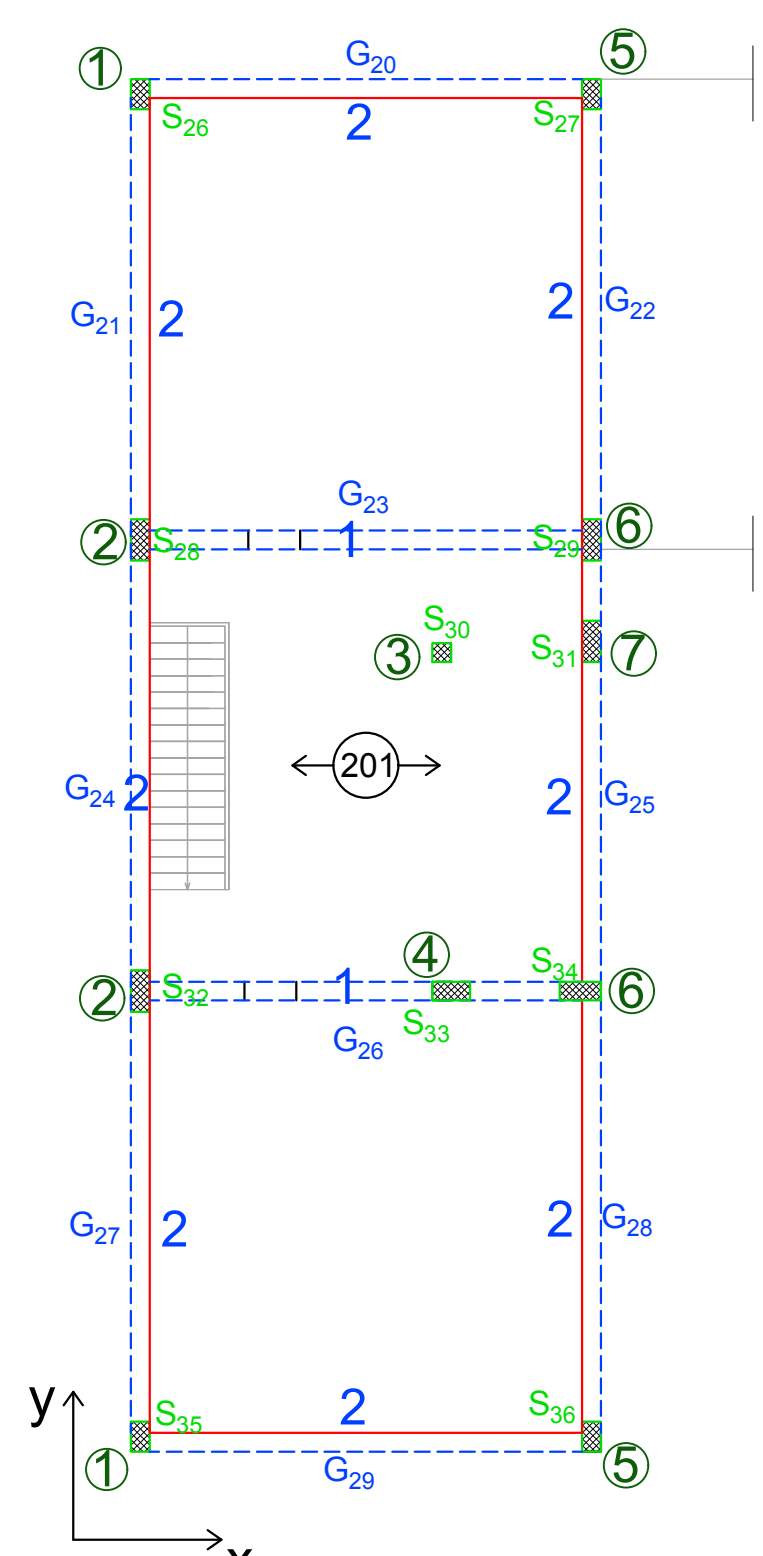 1 G20 5
S26 2 S27
G21 2 2 G22
G23
2 S28 1 S29 6
S30
3 S31 7
201
G24 2 2 G25
4 S34
2 S32 1 6
S33
G26
G27 2 2 G28
y S35 2 S36
1 G29 5
x